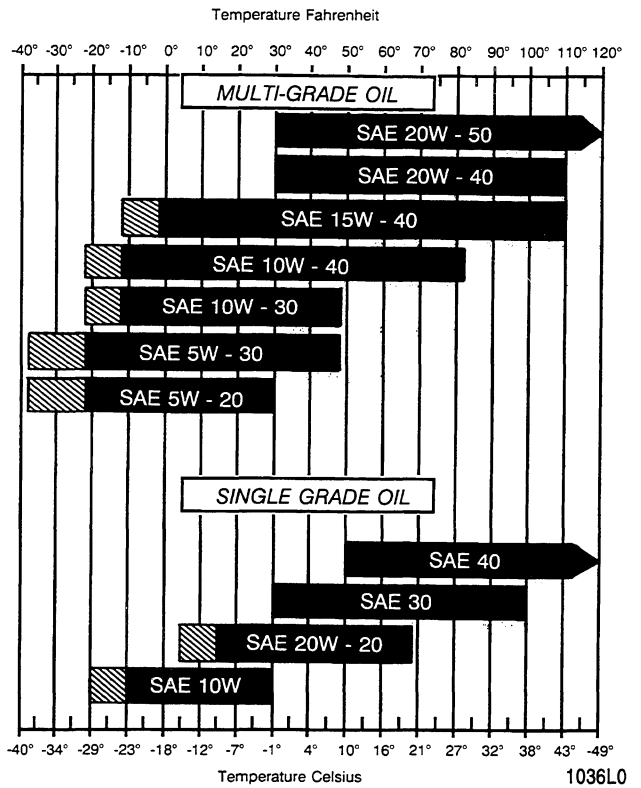 Temperature Fahrenheit
-40° -30° -20° -10° 0° 10° 20° 30° 40° 50° 60° 70° 80° 90° 100° 110° 120°
MULTI-GRADE OIL
SAE 20W - 50
SAE 20W - 40
SAE 15W - 40
SAE 10W - 40
SAE 10W - 30
SAE 5W - 30
SAE 5W - 20
SINGLE GRADE OIL
SAE 40
SAE 30
SAE 20W - 20
SAE 10W
-40° -34° -29° -23° -18° -12° -7° -1° 4° 10° 16° 21° 27° 32° 38° 43° -49°
Temperature Celsius
1036L0